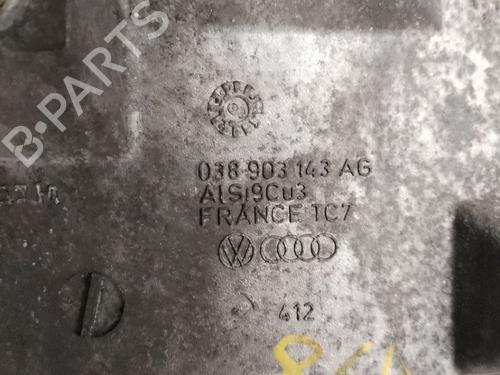 B-PARTS
038 903 143 AG
AlSi9Cu3
FRANCE TC7
412